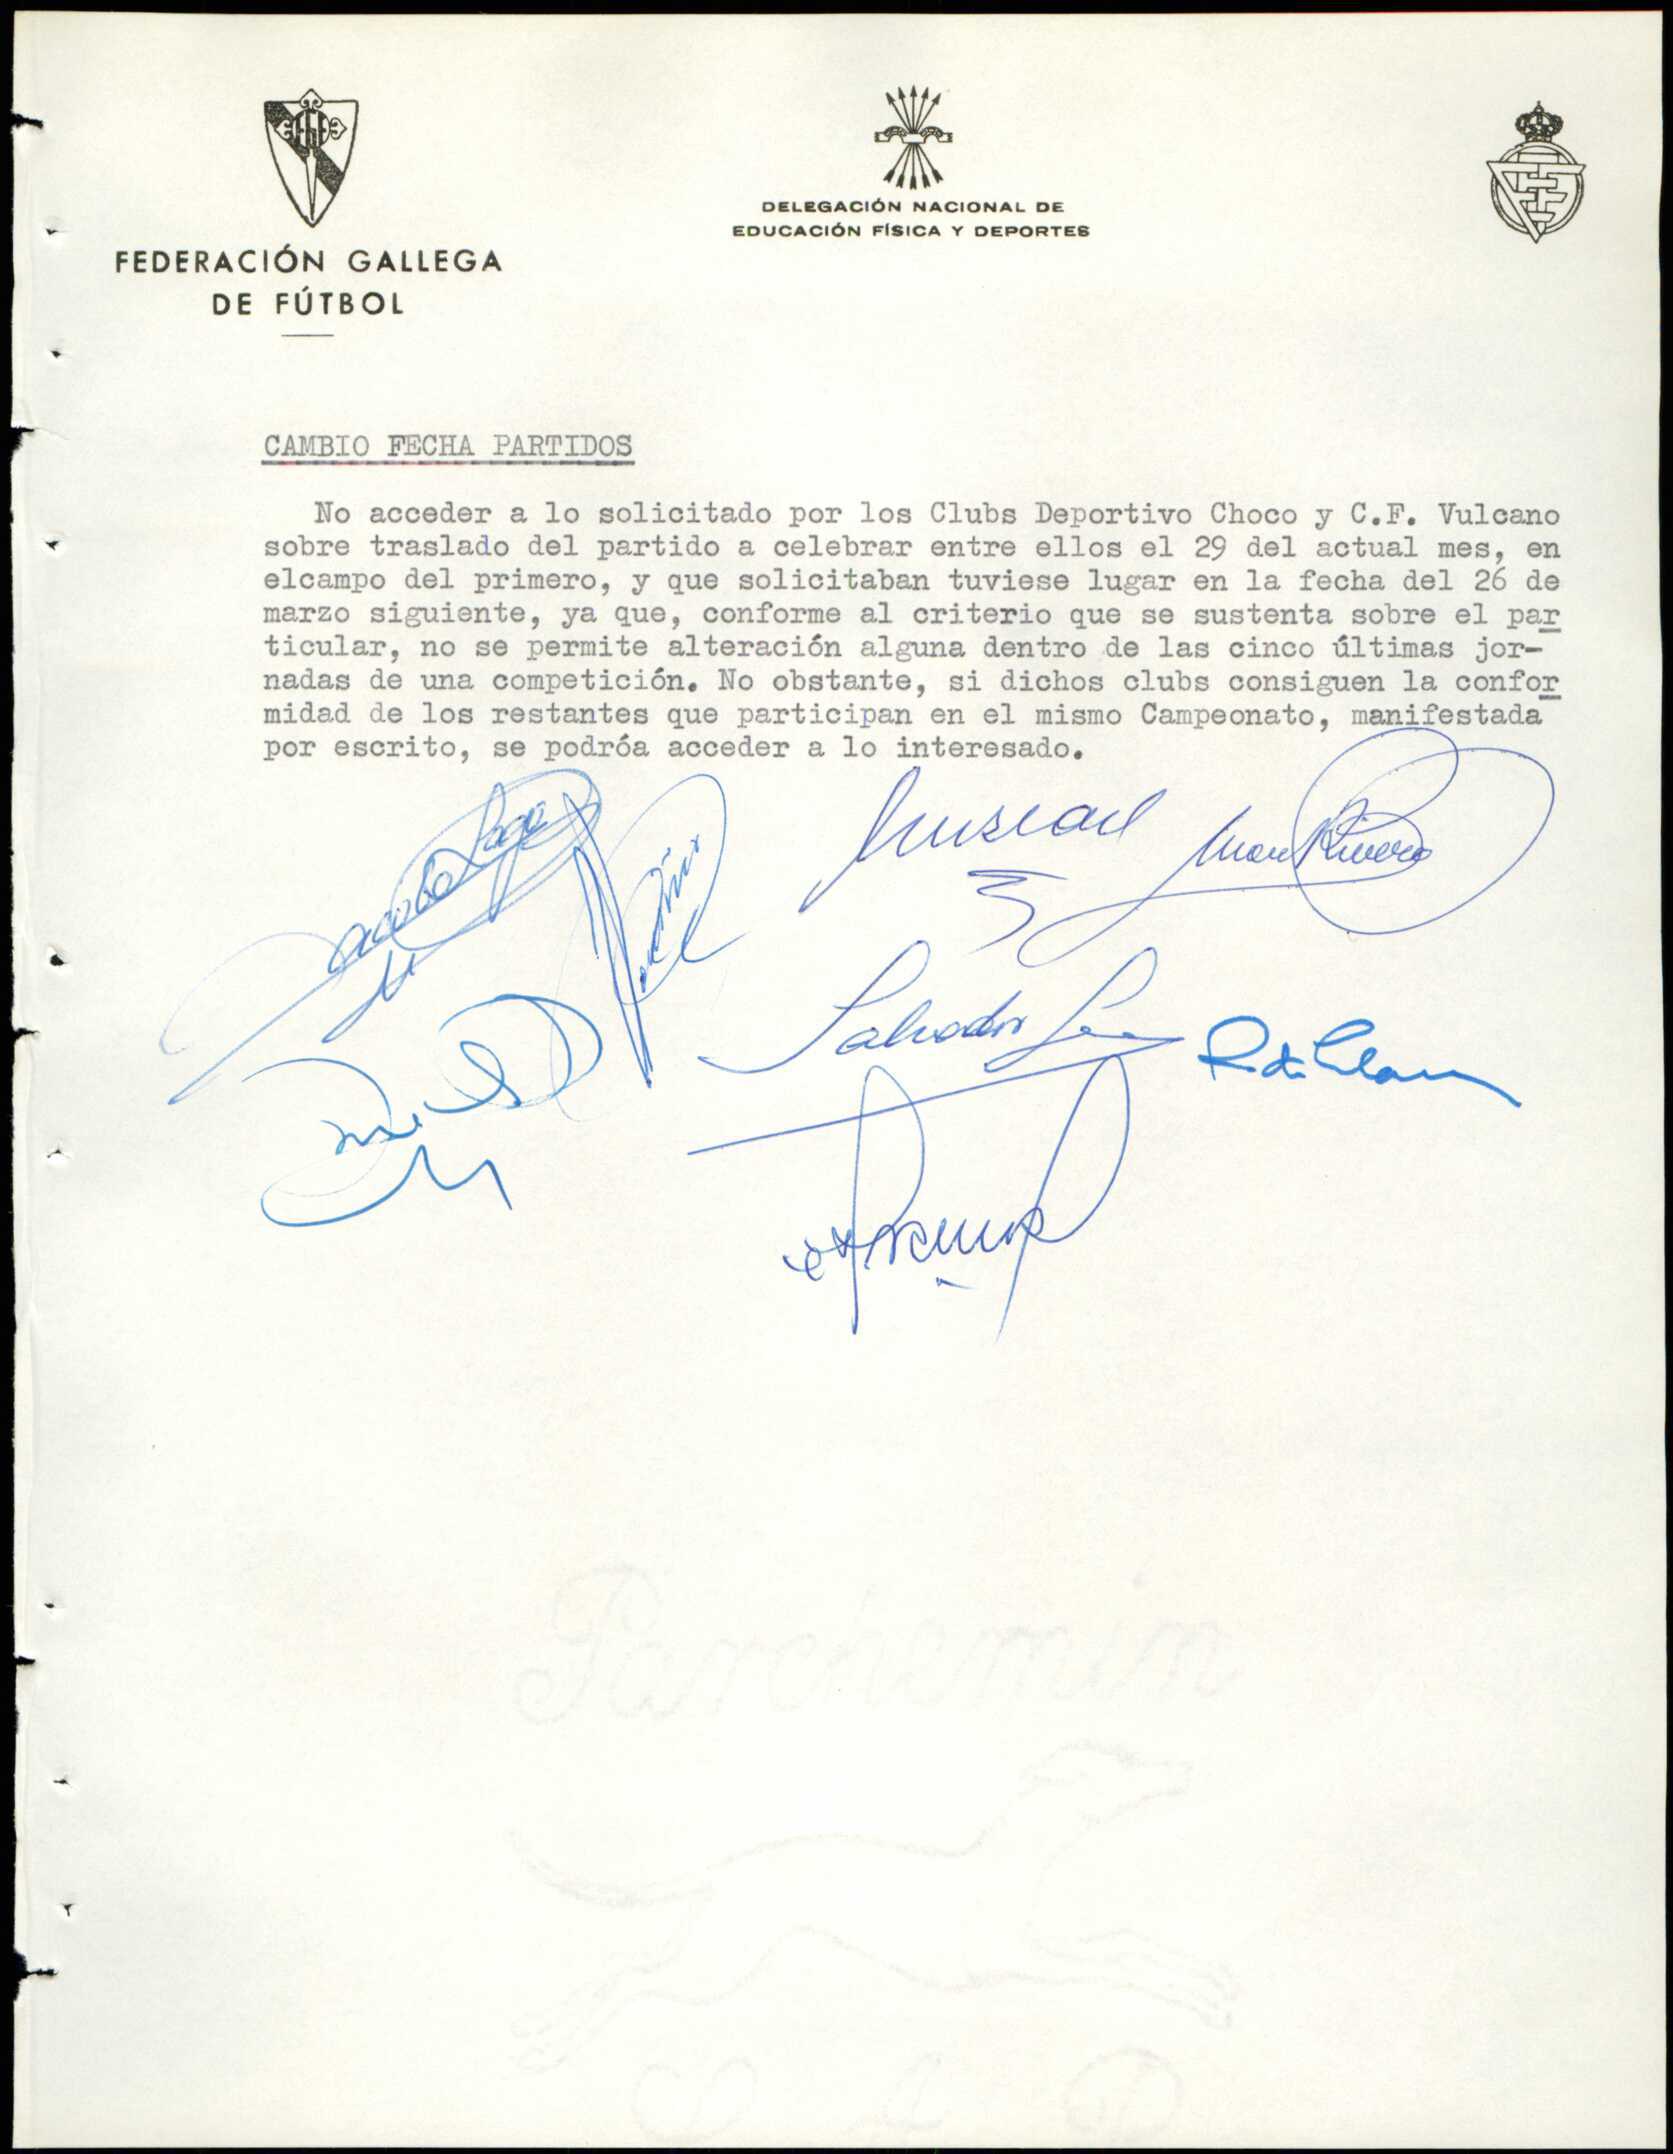 FEDERACIÓN GALLEGA
DE FÚTBOL
DELEGACIÓN NACIONAL DE
EDUCACIÓN FÍSICA Y DEPORTES
CAMBIO FECHA PARTIDOS
No acceder a lo solicitado por los Clubs Deportivo Choco y C.F. Vulcano
sobre traslado del partido a celebrar entre ellos el 29 del actual mes, en
elcampo del primero, y que solicitaban tuviese lugar en la fecha del 26 de
marzo siguiente, ya que, conforme al criterio que se sustenta sobre el par
ticular, no se permite alteración alguna dentro de las cinco últimas jor-
nadas de una competición. No obstante, si dichos clubs consiguen la confor
midad de los restantes que participan en el mismo Campeonato, manifestada
por escrito, se podróa acceder a lo interesado.
Salvador
Parchemin